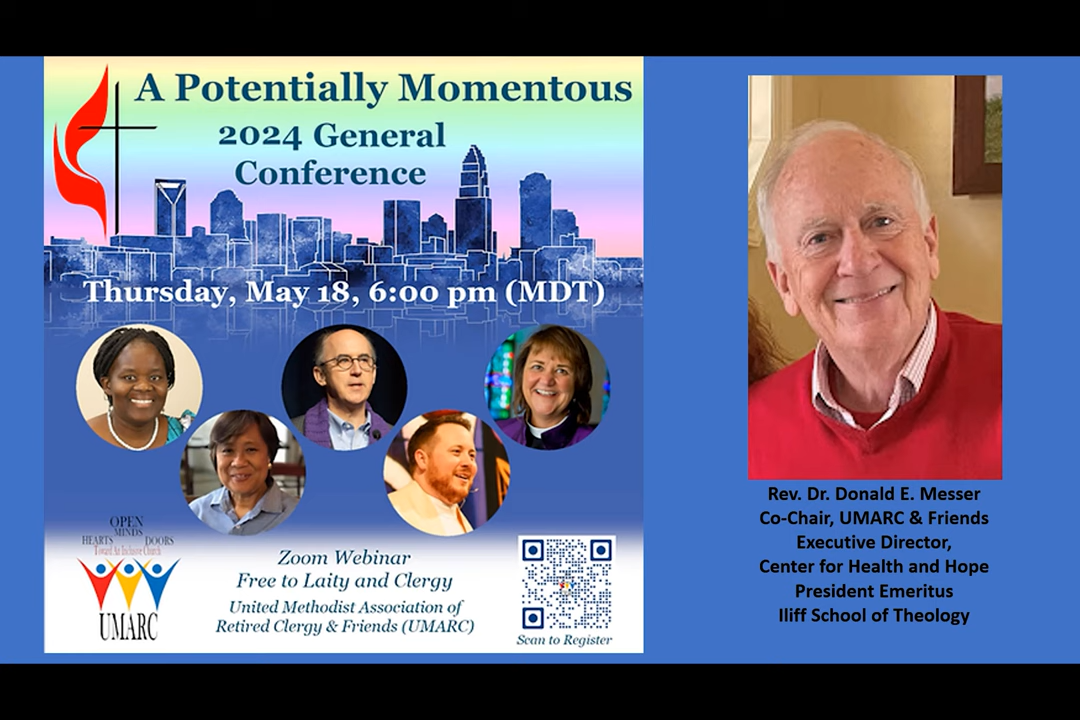 A Potentially Momentous
2024 General
Conference
Thursday, May 18, 6:00 pm (MDT)
OPEN
HEARTS MINDS DOORS
Toward An Inclusive Church
UMARC
Zoom Webinar
Free to Laity and Clergy
United Methodist Association of
Retired Clergy & Friends (UMARC)
Scan to Register
Rev. Dr. Donald E. Messer
Co-Chair, UMARC & Friends
Executive Director,
Center for Health and Hope
President Emeritus
Iliff School of Theology